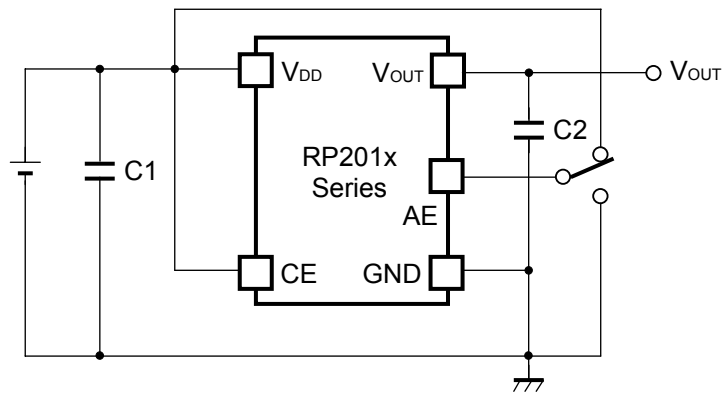 VDD
VOUT
VOUT
C1
C2
RP201x
Series
AE
CE
GND